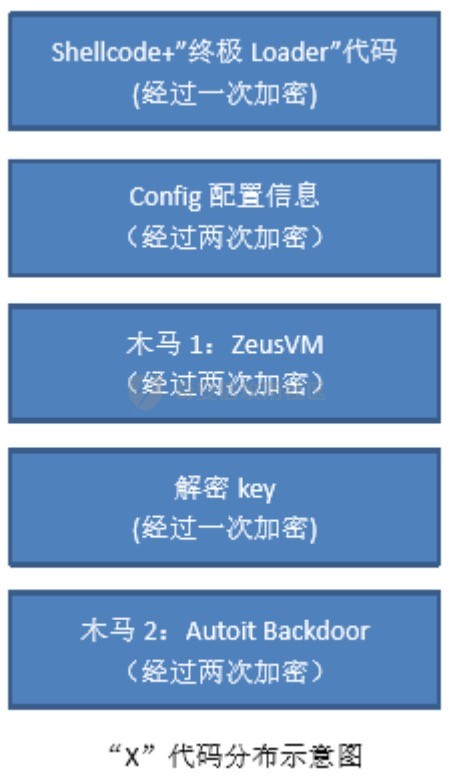 Shellcode+”终极 Loader”代码
(经过一次加密)
Config 配置信息
（经过两次加密）
木马 1：ZeusVM
（经过两次加密）
解密 key
(经过一次加密)
木马 2：Autoit Backdoor
（经过两次加密）
“X”代码分布示意图